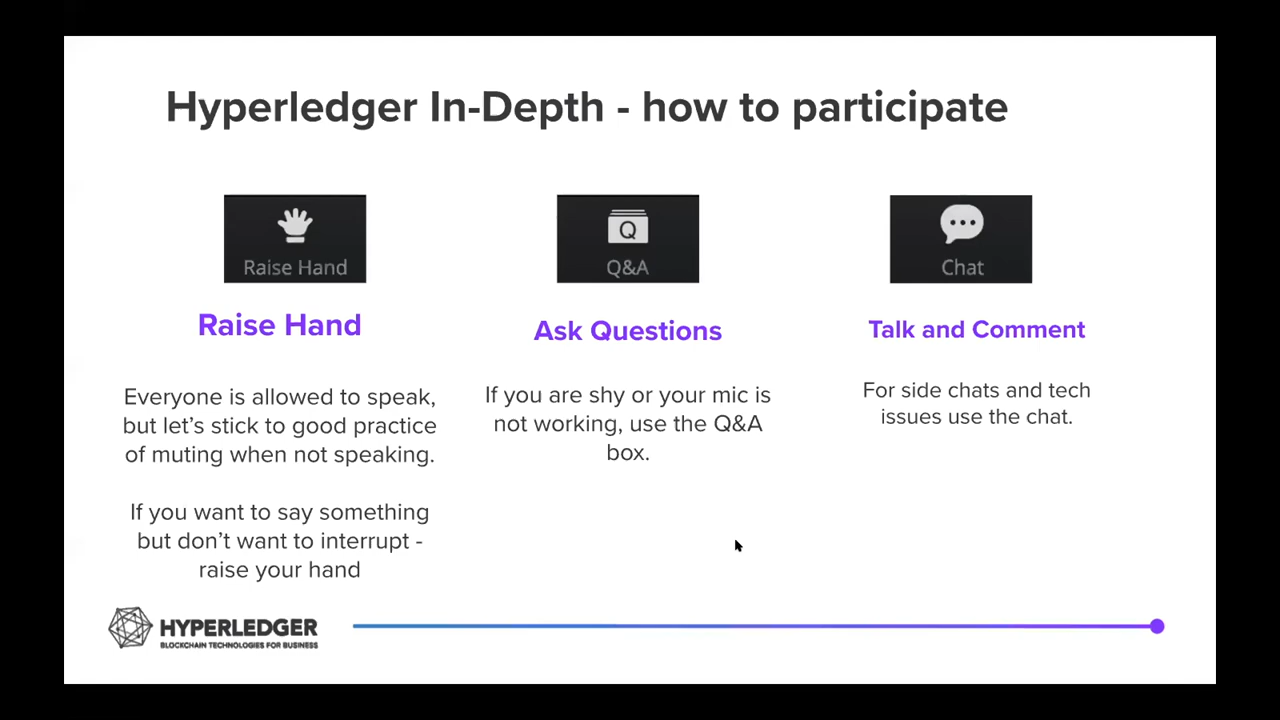 Hyperledger In-Depth - how to participate
Raise Hand
Raise Hand
Everyone is allowed to speak,
but let’s stick to good practice
of muting when not speaking.
If you want to say something
but don’t want to interrupt -
raise your hand
Q
Q&A
Ask Questions
If you are shy or your mic is
not working, use the Q&A
box.
Chat
Talk and Comment
For side chats and tech
issues use the chat.
HYPERLEDGER
BLOCKCHAIN TECHNOLOGIES FOR BUSINESS